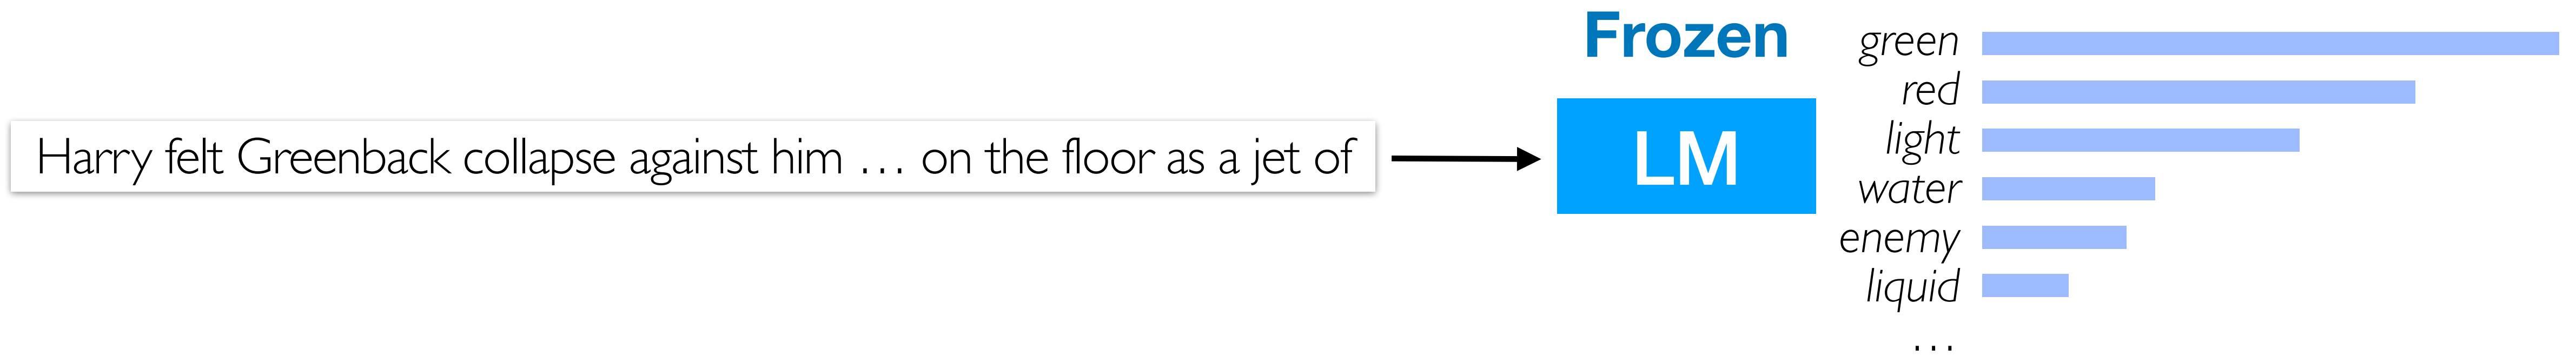 Harry felt Greenback collapse against him … on the floor as a jet of
Frozen
LM
green
red
light
water
enemy
liquid
…